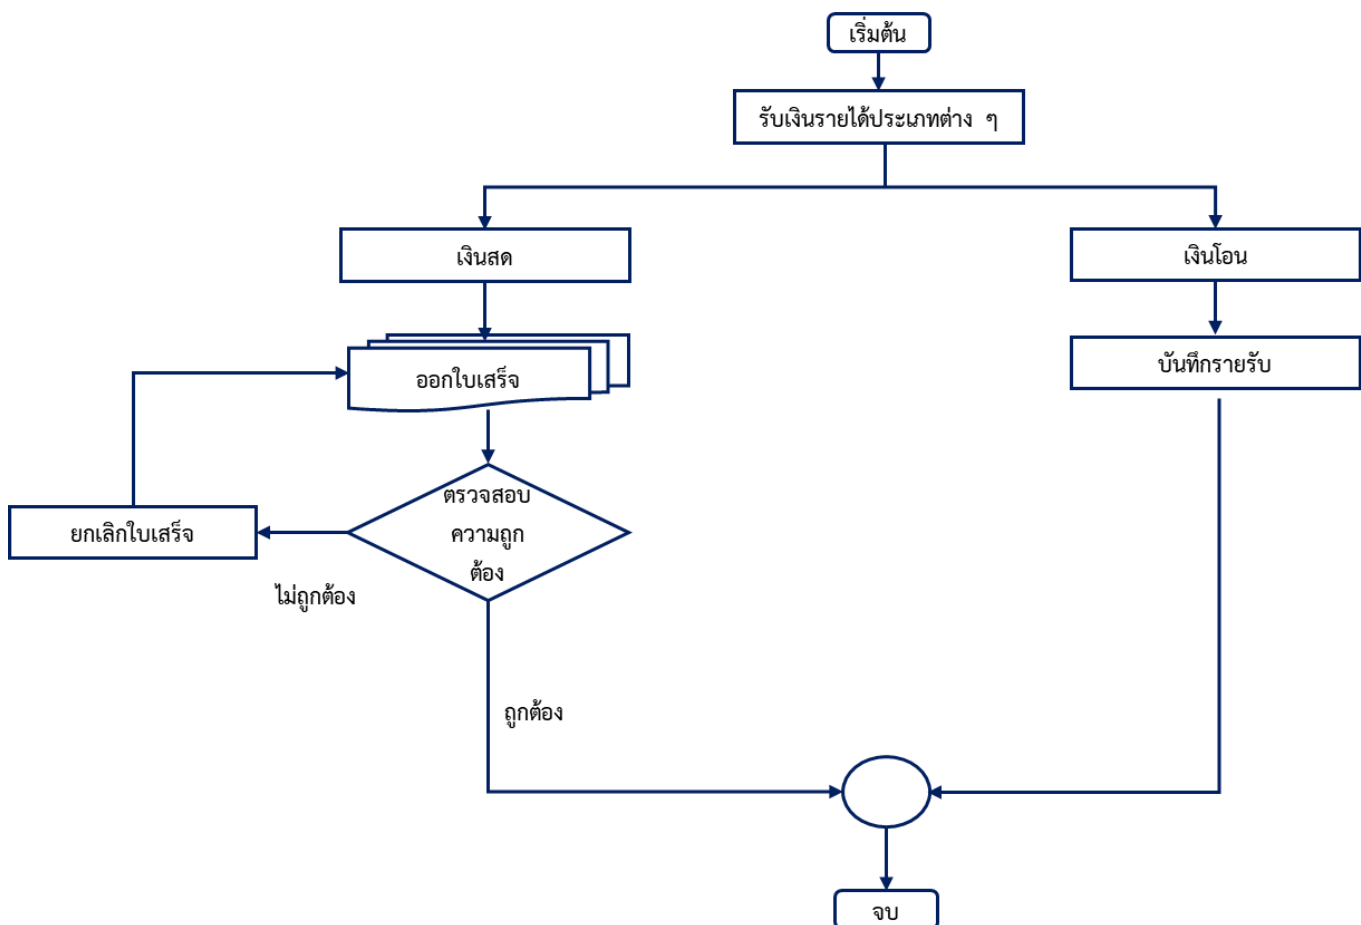 เริ่มต้น
รับเงินรายได้ประเภทต่าง ๆ
เงินสด
เงินโอน
ออกใบเสร็จ
บันทึกรายรับ
ตรวจสอบ
ความถูก
ต้อง
ยกเลิกใบเสร็จ
ไม่ถูกต้อง
ถูกต้อง
จบ